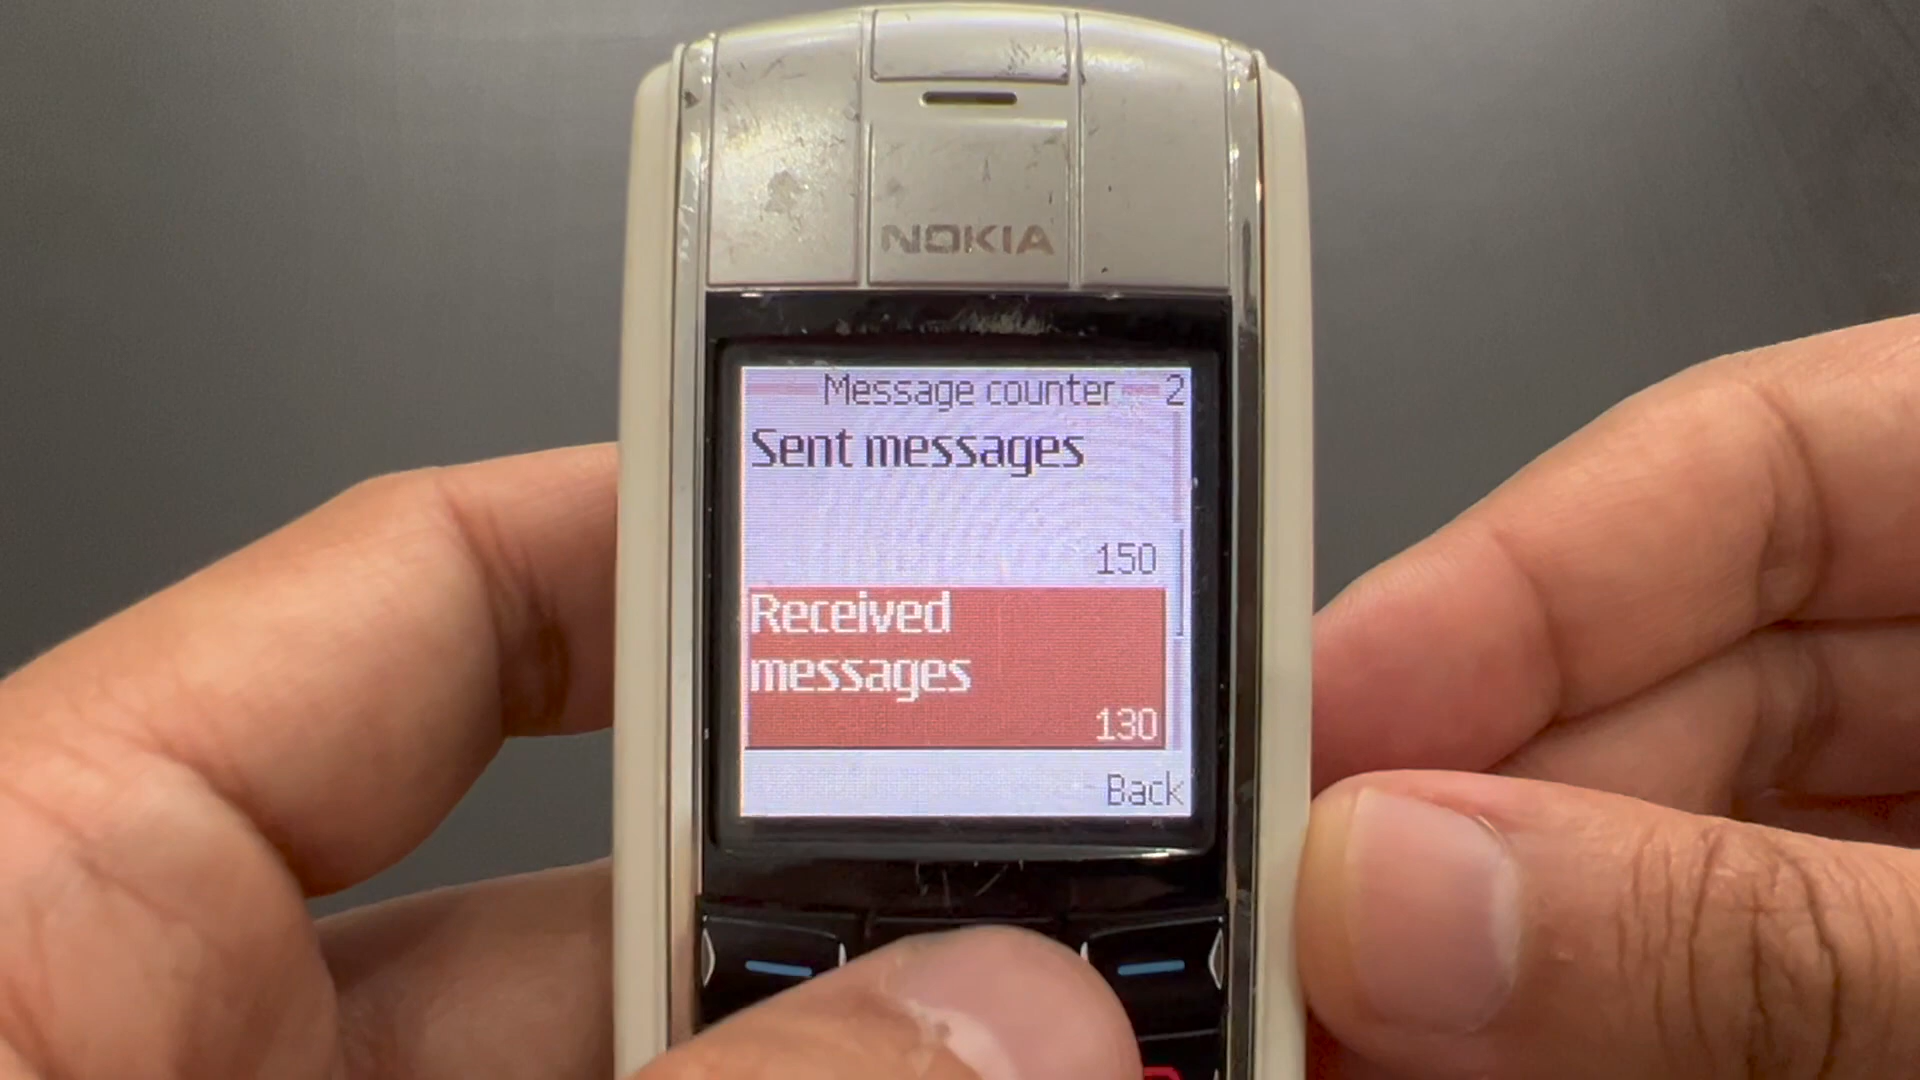 NOKIA
Message counter 2
Sent messages
150
Received
messages
130
Back